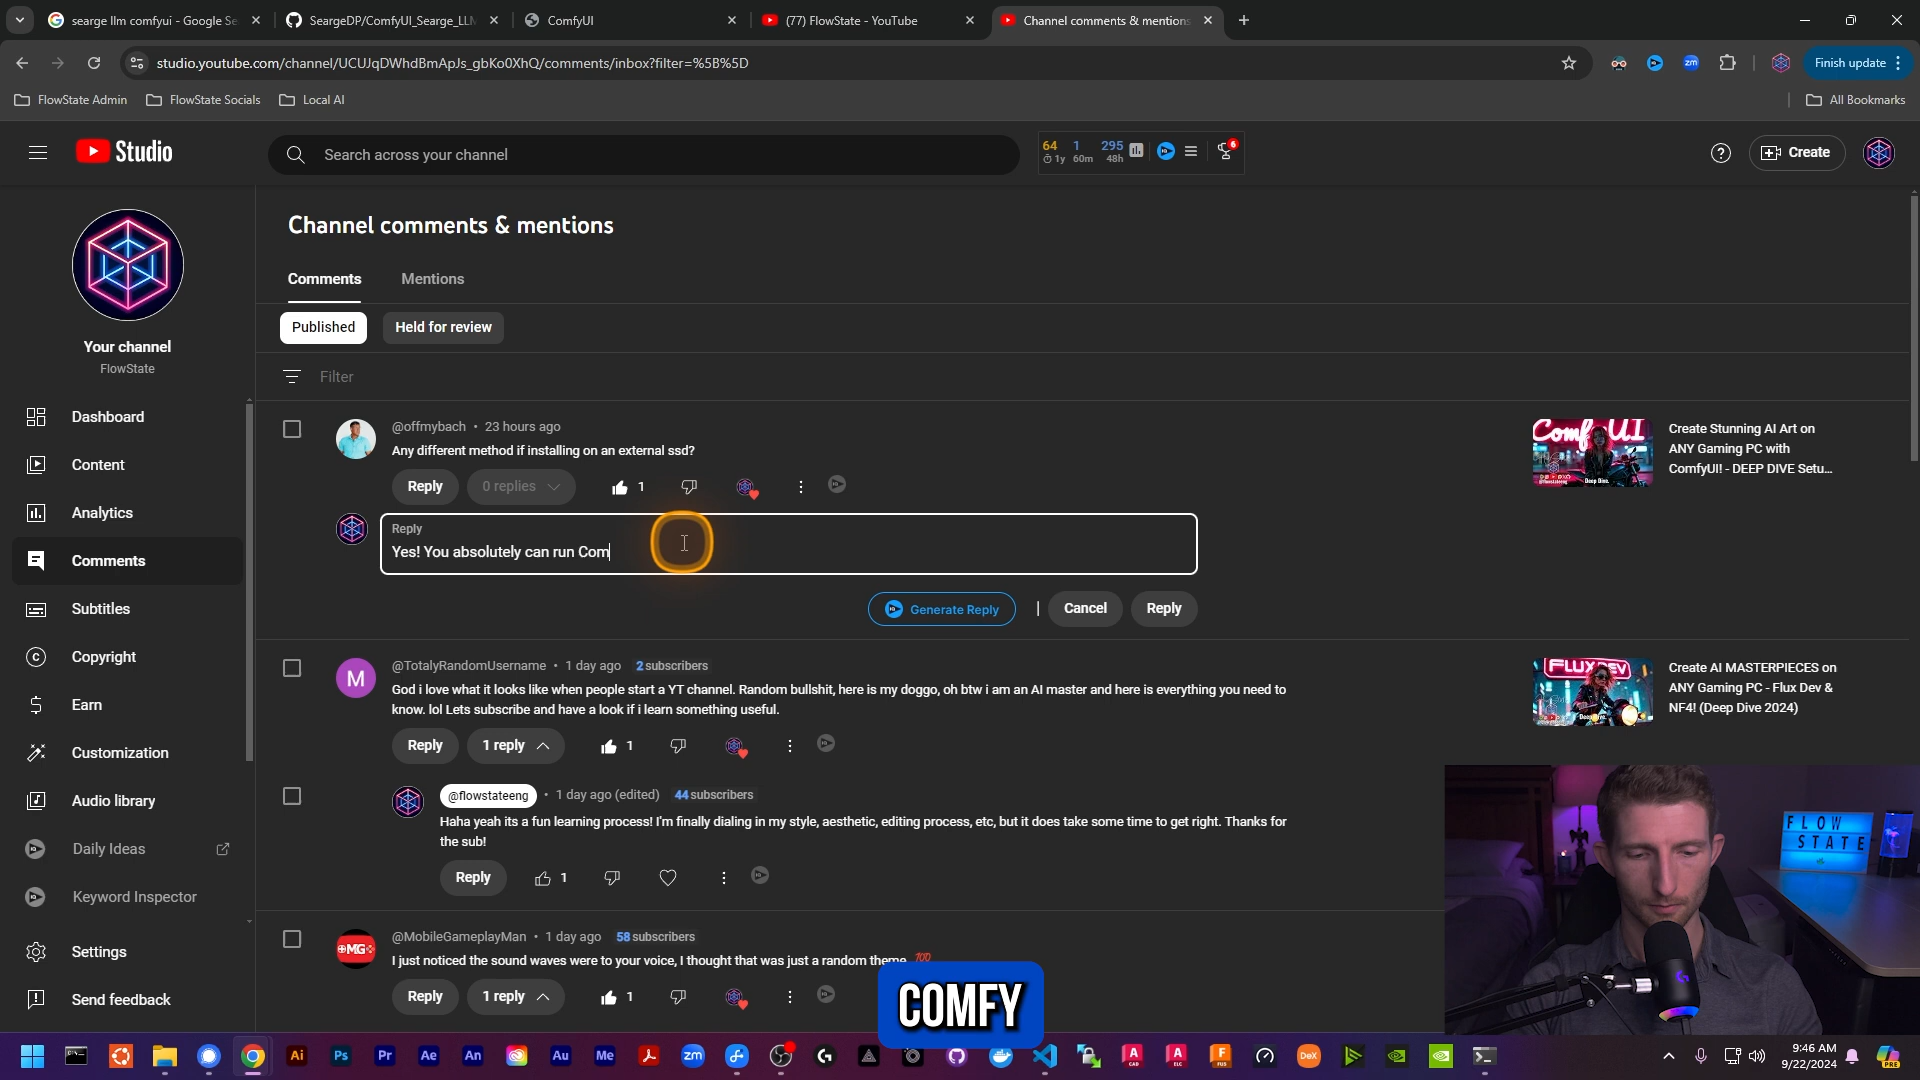 searge llm comfyui - Google Se
SeargeDP/ComfyUI_Searge_LLM
ComfyUI
(77) FlowState - YouTube
Channel comments & mentions
studio.youtube.com/channel/UCUJqDWhdBmApJs_gbKo0XhQ/comments/inbox?filter=%5B%5D
Finish update
FlowState Admin
FlowState Socials
Local AI
All Bookmarks
Studio
Search across your channel
64 1 295
1y 60m 48h
6
Create
Your channel
FlowState
Dashboard
Content
Analytics
Comments
Subtitles
Copyright
Earn
Customization
Audio library
Daily Ideas
Keyword Inspector
Settings
Send feedback
Channel comments & mentions
Comments
Mentions
Published
Held for review
Filter
@offmybach • 23 hours ago
Any different method if installing on an external ssd?
Reply
0 replies
1
Reply
Yes! You absolutely can run Com
Generate Reply
Cancel
Reply
Create Stunning AI Art on
ANY Gaming PC with
ComfyUI! - DEEP DIVE Setu...
@TotalyRandomUsername • 1 day ago 2 subscribers
God i love what it looks like when people start a YT channel. Random bullshit, here is my doggo, oh btw i am an AI master and here is everything you need to
know. lol Lets subscribe and have a look if i learn something useful.
Reply
1 reply
1
M
Create AI MASTERPIECES on
ANY Gaming PC - Flux Dev &
NF4! (Deep Dive 2024)
@flowstateeng • 1 day ago (edited) 44 subscribers
Haha yeah its a fun learning process! I'm finally dialing in my style, aesthetic, editing process, etc, but it does take some time to get right. Thanks for
the sub!
Reply
1
@MobileGameplayMan • 1 day ago 58 subscribers
I just noticed the sound waves were to your voice, I thought that was just a random theme 100
Reply
1 reply
1
MG
COMFY
FLOW
STATE
9:46 AM
9/22/2024